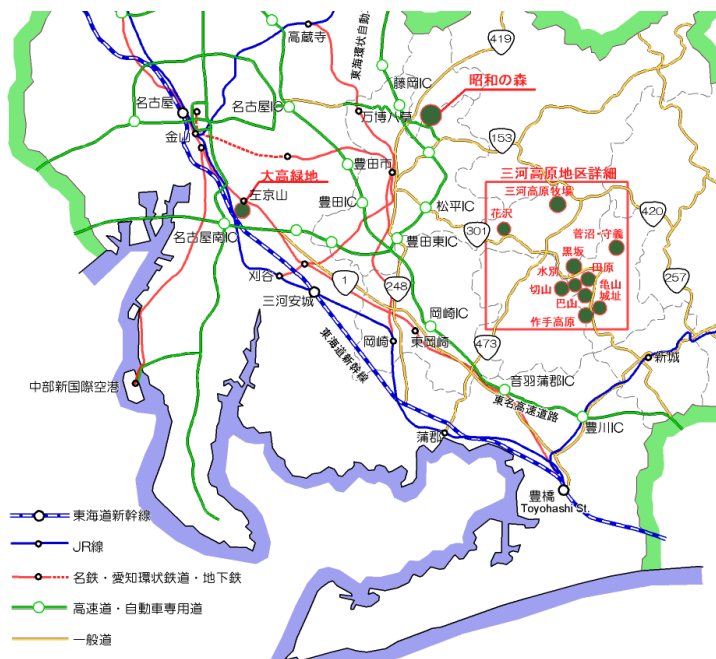 高蔵寺
東海環状自動
419
藤岡IC
昭和の森
名古屋
名古屋IC
万博八草
金山
153
豊田市
三河高原地区詳細
大高緑地
左京山
三河高原牧場
豊田IC
松平IC
花沢
420
301
菅沼・守義
名古屋南IC
豊田東IC
黒坂
水別
田原
257
刈谷
1
248
切山
亀山
城址
三河安城
巴山
岡崎IC
作手高原
東海道新幹線
岡崎
東岡崎
473
新城
中部新国際空港
音羽蒲郡IC
東名高速道路
豊川IC
蒲郡
豊橋
Toyohashi St.
東海道新幹線
JR線
名鉄・愛知環状鉄道・地下鉄
高速道・自動車専用道
一般道